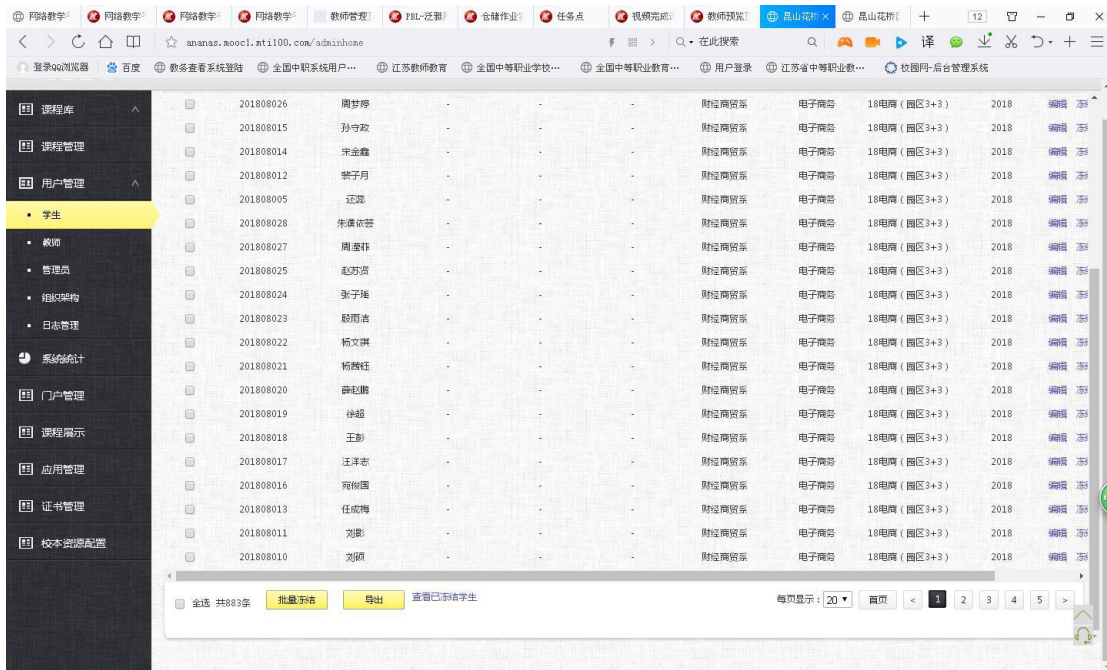 网络教学 网络教学 网络教学 网络教学 教师管理 PBL-泛雅 仓储作业 任务点 视频完成 教师预览 昆山花桥 × 昆山花桥 + 12
ananas.mooc1.mti100.com/adminhome 在此搜索 译
登录QQ浏览器 百度 教务查看系统登陆 全国中职系统用户… 江苏教师教育 全国中等职业学校… 全国中等职业教育… 用户登录 江苏省中等职业教… 校园网-后台管理系统
课程库
课程管理
用户管理
学生
教师
管理员
组织架构
日志管理
系统统计
门户管理
课程展示
应用管理
证书管理
校本资源配置
201808026 周梦婷 - - 财经商贸系 电子商务 18电商(园区3+3) 2018 编辑 冻
201808015 孙守政 - - 财经商贸系 电子商务 18电商(园区3+3) 2018 编辑 冻
201808014 宋金鑫 - - 财经商贸系 电子商务 18电商(园区3+3) 2018 编辑 冻
201808012 裴子月 - - 财经商贸系 电子商务 18电商(园区3+3) 2018 编辑 冻
201808005 还蕊 - - 财经商贸系 电子商务 18电商(园区3+3) 2018 编辑 冻
201808028 - - 财经商贸系 电子商务 18电商(园区3+3) 2018 编辑 冻
201808027 - - 财经商贸系 电子商务 18电商(园区3+3) 2018 编辑 冻
201808025 赵苏贤 - - 财经商贸系 电子商务 18电商(园区3+3) 2018 编辑 冻
201808024 张子瑶 - - 财经商贸系 电子商务 18电商(园区3+3) 2018 编辑 冻
201808023 殷雨洁 - - 财经商贸系 电子商务 18电商(园区3+3) 2018 编辑 冻
201808022 杨文祺 - - 财经商贸系 电子商务 18电商(园区3+3) 2018 编辑 冻
201808021 杨茜钰 - - 财经商贸系 电子商务 18电商(园区3+3) 2018 编辑 冻
201808020 薛赵鹏 - - 财经商贸系 电子商务 18电商(园区3+3) 2018 编辑 冻
201808019 徐超 - - 财经商贸系 电子商务 18电商(园区3+3) 2018 编辑 冻
201808018 王彭 - - 财经商贸系 电子商务 18电商(园区3+3) 2018 编辑 冻
201808017 汪洋志 - - 财经商贸系 电子商务 18电商(园区3+3) 2018 编辑 冻
201808016 宛俊国 - - 财经商贸系 电子商务 18电商(园区3+3) 2018 编辑 冻
201808013 任成梅 - - 财经商贸系 电子商务 18电商(园区3+3) 2018 编辑 冻
201808011 刘影 - - 财经商贸系 电子商务 18电商(园区3+3) 2018 编辑 冻
201808010 刘硕 - - 财经商贸系 电子商务 18电商(园区3+3) 2018 编辑 冻
全选 共883条 批量冻结 导出 查看已冻结学生 每页显示: 20 首页 < 1 2 3 4 5 >